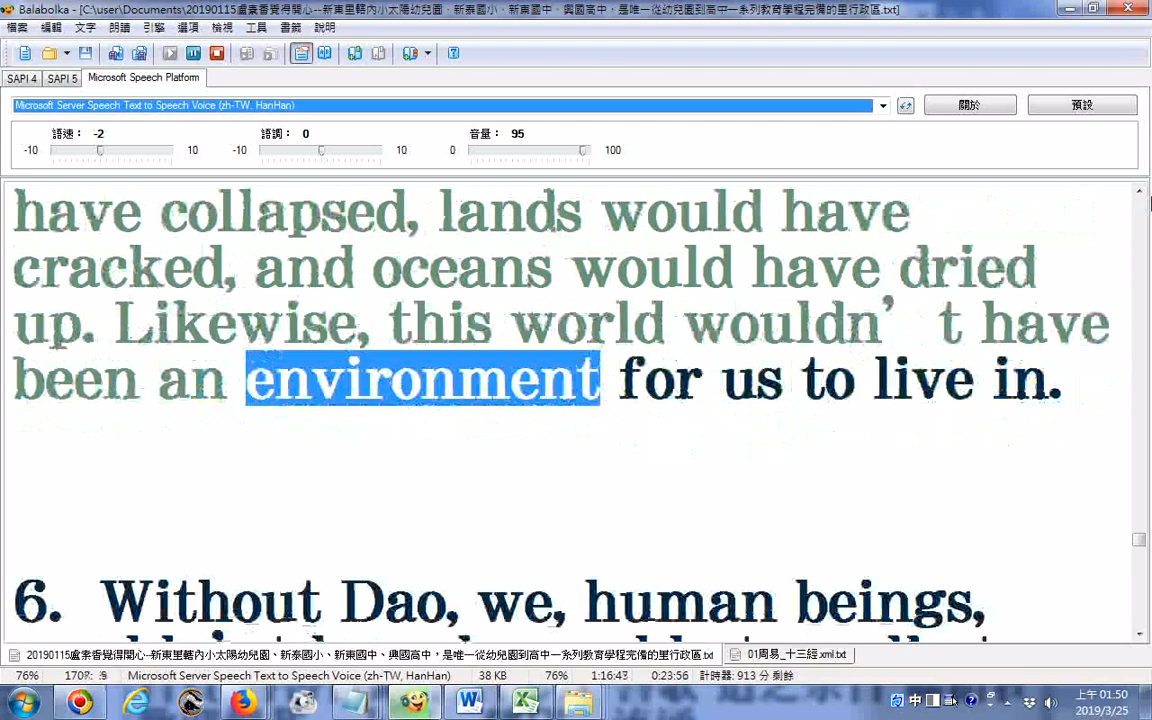 Balabolka - [C:\user\Documents\20190115盧素香覺得開心--新東里轄內小太陽幼兒園、新泰國小、新東國中、興國高中，是唯一從幼兒園到高中一系列教育學程完備的里行政區.txt]
檔案 編輯 文字 朗讀 引擎 選項 檢視 工具 書籤 說明
SAPI 4 SAPI 5 Microsoft Speech Platform
Microsoft Server Speech Text to Speech Voice (zh-TW, HanHan) 關於 預設
語速： -2 語調： 0 音量： 95
-10 10 -10 10 0 100
have collapsed, lands would have
cracked, and oceans would have dried
up. Likewise, this world wouldn’t have
been an environment for us to live in.
6. Without Dao, we, human beings,
20190115盧素香覺得開心--新東里轄內小太陽幼兒園、新泰國小、新東國中、興國高中，是唯一從幼兒園到高中一系列教育學程完備的里行政區.txt 01周易_十三經.xml.txt
76% Microsoft Server Speech Text to Speech Voice (zh-TW, HanHan) 38 KB 76% 1:16:43 0:23:56 計時器: 913 分 剩餘
中 上午 01:50
2019/3/25